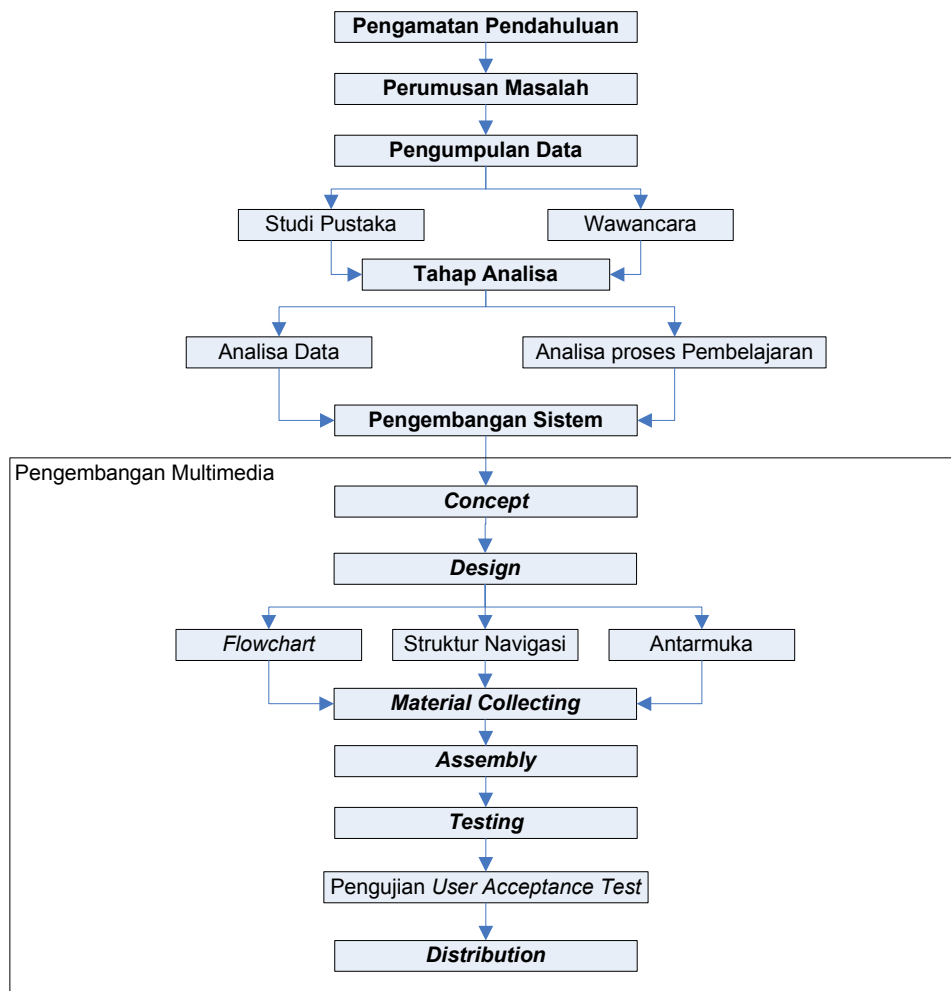 Pengamatan Pendahuluan
Perumusan Masalah
Pengumpulan Data
Studi Pustaka
Wawancara
Tahap Analisa
Analisa Data
Analisa proses Pembelajaran
Pengembangan Sistem
Pengembangan Multimedia
Concept
Design
Flowchart
Struktur Navigasi
Antarmuka
Material Collecting
Assembly
Testing
Pengujian User Acceptance Test
Distribution